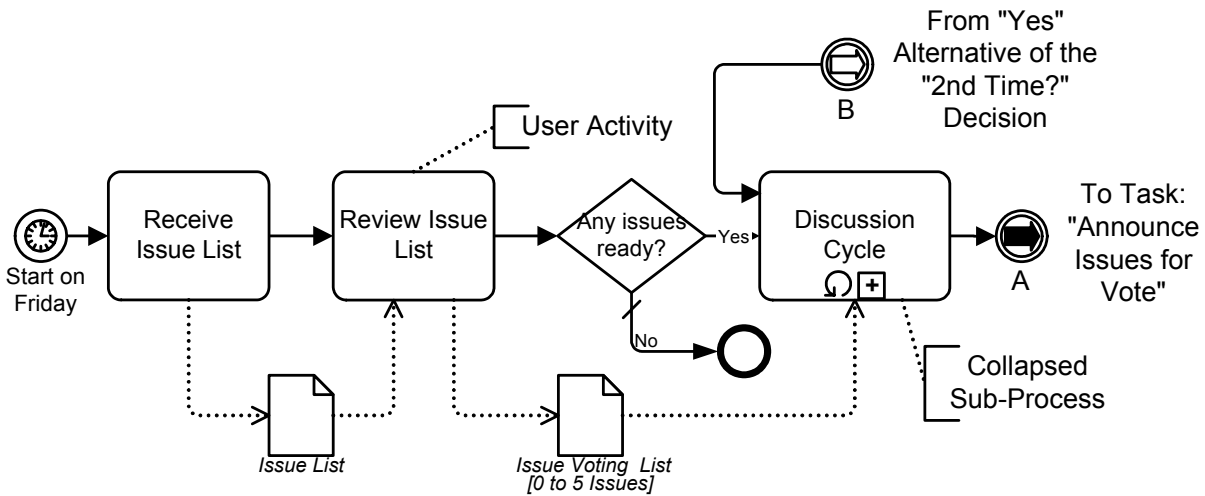 From "Yes"
Alternative of the
"2nd Time?"
Decision
B
User Activity
Receive
Issue List
Review Issue
List
Any issues
ready?
Yes
Discussion
Cycle
To Task:
"Announce
Issues for
Vote"
A
Start on
Friday
No
Collapsed
Sub-Process
Issue List
Issue Voting List
[0 to 5 Issues]